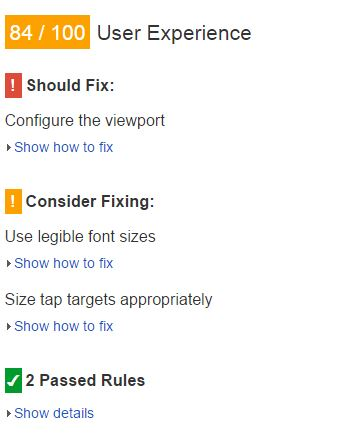 84 / 100 User Experience
! Should Fix:
Configure the viewport
Show how to fix
! Consider Fixing:
Use legible font sizes
Show how to fix
Size tap targets appropriately
Show how to fix
✓ 2 Passed Rules
Show details